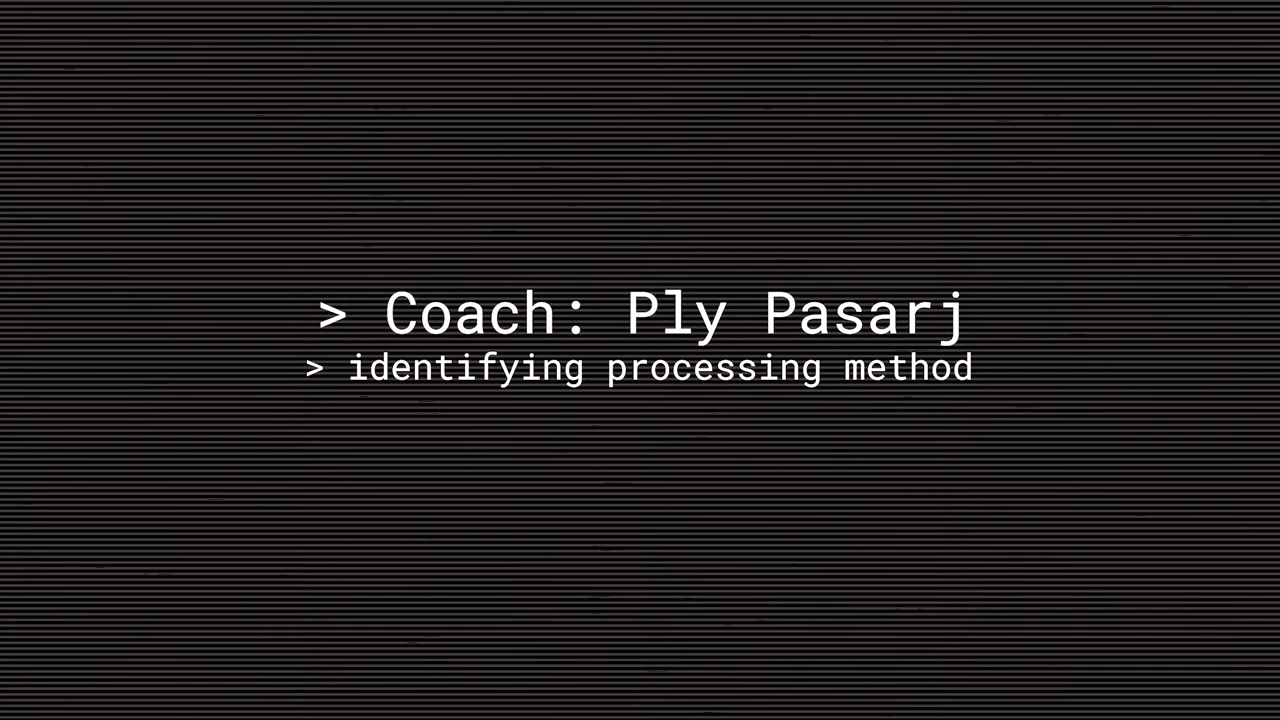 > Coach: Ply Pasarj
> identifying processing method